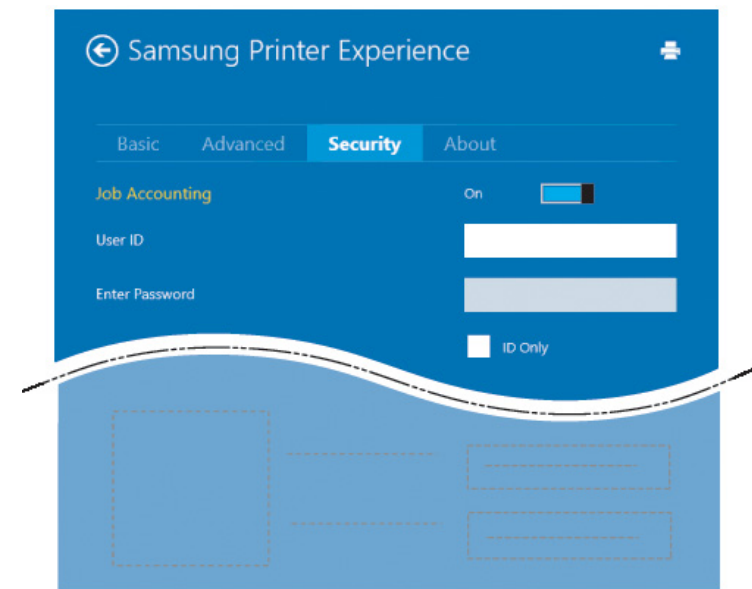 Samsung Printer Experience
Basic Advanced Security About
Job Accounting On
User ID
Enter Password
ID Only